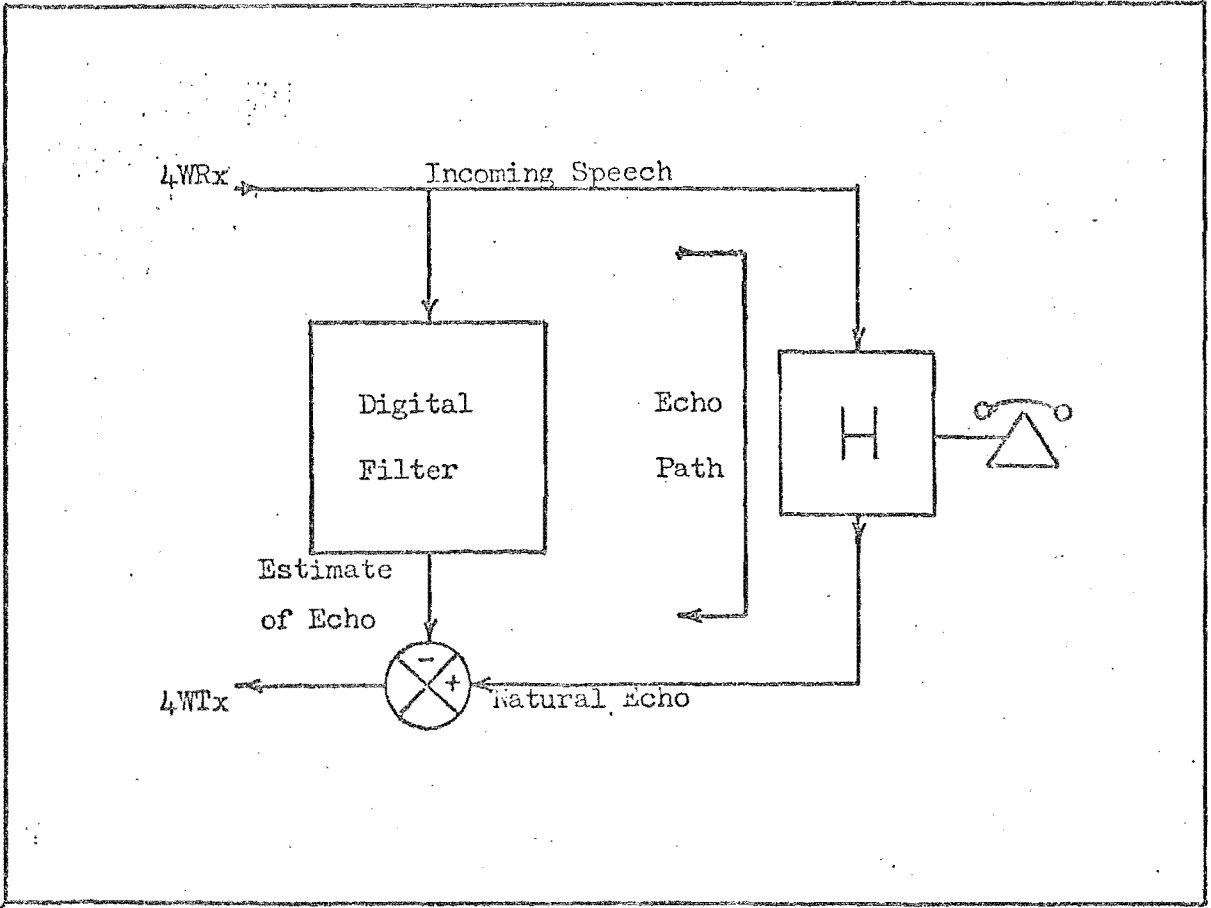 4WRx
Incoming Speech
Digital
Filter
Echo
Path
H
Estimate
of Echo
-
+
4WTx
Natural Echo